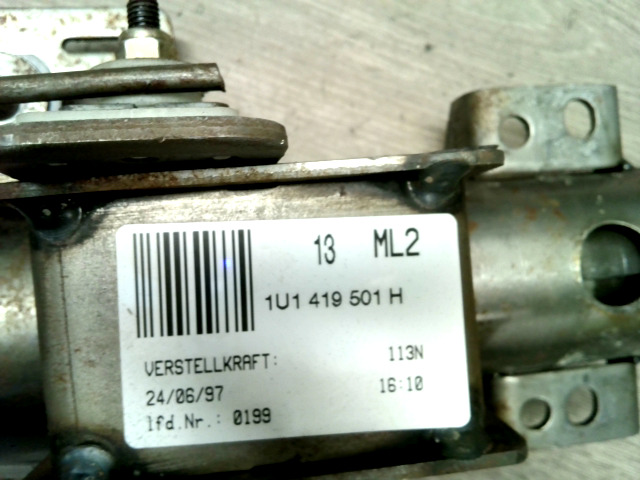 13 ML2
1U1 419 501 H
VERSTELLKRAFT: 113N
24/06/97 16:10
lfd.Nr.: 0199